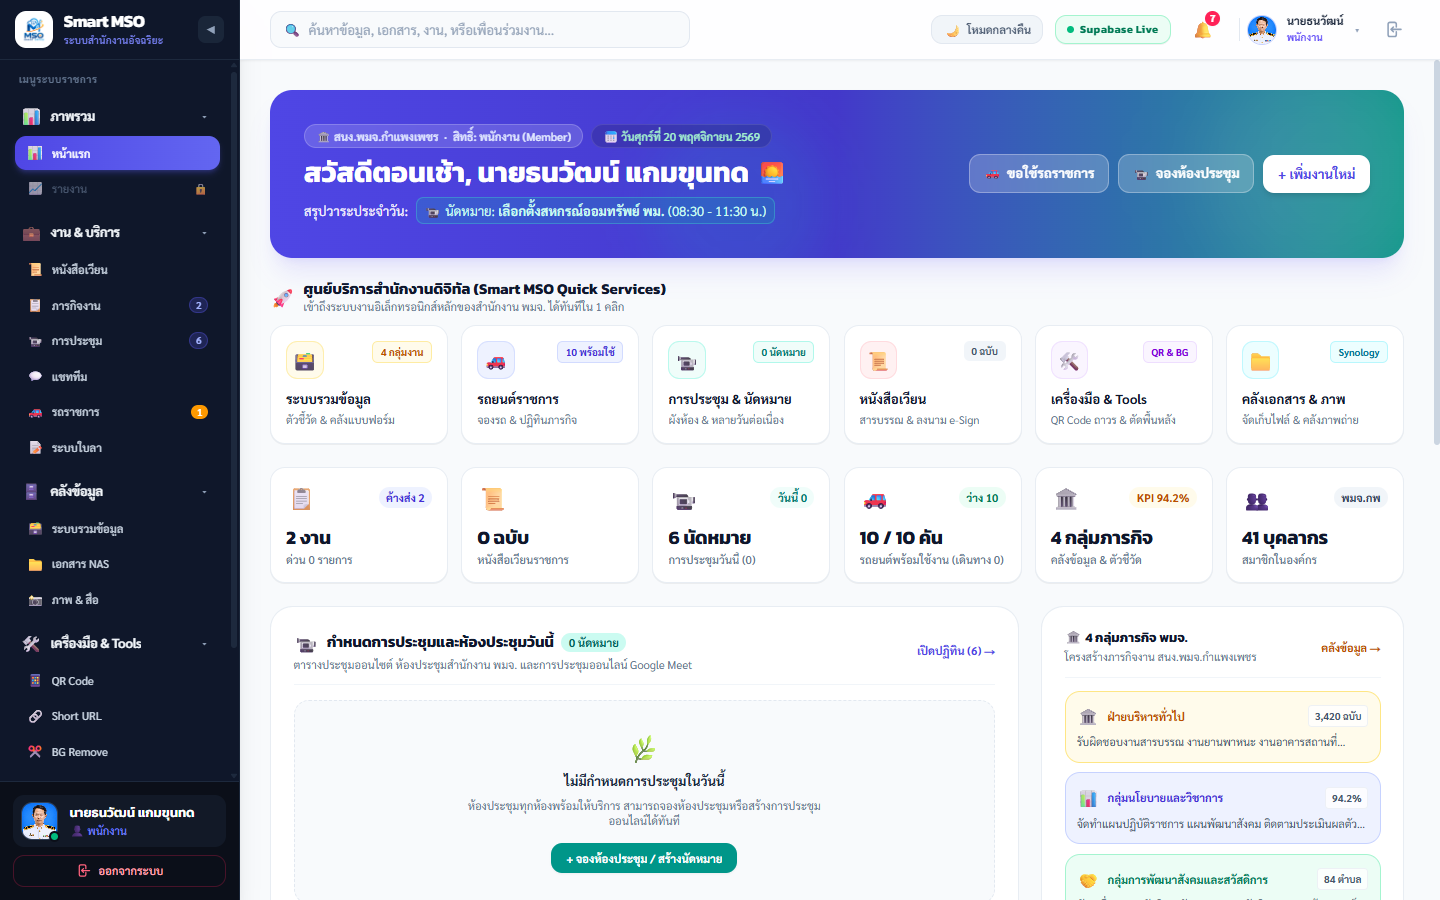 Smart MSO
ระบบสำนักงานอัจฉริยะ
ค้นหาข้อมูล, เอกสาร, งาน, หรือเพื่อนร่วมงาน...
โหมดกลางคืน
Supabase Live
7
นายธนวัฒน์
พนักงาน
เมนูระบบราชการ
ภาพรวม
หน้าแรก
รายงาน
งาน & บริการ
หนังสือเวียน
ภารกิจงาน 2
การประชุม 6
แชททีม
รถราชการ 1
ระบบใบลา
คลังข้อมูล
ระบบรวมข้อมูล
เอกสาร NAS
ภาพ & สื่อ
เครื่องมือ & Tools
QR Code
Short URL
BG Remove
นายธนวัฒน์ แกมขุนทด
พนักงาน
ออกจากระบบ
สนง.พมจ.กำแพงเพชร • สิทธิ์: พนักงาน (Member)
วันศุกร์ที่ 20 พฤศจิกายน 2569
สวัสดีตอนเช้า, นายธนวัฒน์ แกมขุนทด
สรุปวาระประจำวัน: นัดหมาย: เลือกตั้งสหกรณ์ออมทรัพย์ พม. (08:30 - 11:30 น.)
ขอใช้รถราชการ
จองห้องประชุม
+ เพิ่มงานใหม่
ศูนย์บริการสำนักงานดิจิทัล (Smart MSO Quick Services)
เข้าถึงระบบงานอิเล็กทรอนิกส์หลักของสำนักงาน พมจ. ได้ทันทีใน 1 คลิก
4 กลุ่มงาน
ระบบรวมข้อมูล
ตัวชี้วัด & คลังแบบฟอร์ม
10 พร้อมใช้
รถยนต์ราชการ
จองรถ & ปฏิทินภารกิจ
0 นัดหมาย
การประชุม & นัดหมาย
ผังห้อง & หลายวันต่อเนื่อง
0 ฉบับ
หนังสือเวียน
สารบรรณ & ลงนาม e-Sign
QR & BG
เครื่องมือ & Tools
QR Code ถาวร & ตัดพื้นหลัง
Synology
คลังเอกสาร & ภาพ
จัดเก็บไฟล์ & คลังภาพถ่าย
ค้างส่ง 2
2 งาน
ด่วน 0 รายการ
0 ฉบับ
หนังสือเวียนราชการ
วันนี้ 0
6 นัดหมาย
การประชุมวันนี้ (0)
ว่าง 10
10 / 10 คัน
รถยนต์พร้อมใช้งาน (เดินทาง 0)
KPI 94.2%
4 กลุ่มภารกิจ
คลังข้อมูล & ตัวชี้วัด
พมจ.กพ
41 บุคลากร
สมาชิกในองค์กร
กำหนดการประชุมและห้องประชุมวันนี้ 0 นัดหมาย
ตารางประชุมออนไซต์ ห้องประชุมสำนักงาน พมจ. และการประชุมออนไลน์ Google Meet
เปิดปฏิทิน (6) →
ไม่มีกำหนดการประชุมในวันนี้
ห้องประชุมทุกห้องพร้อมให้บริการ สามารถจองห้องประชุมหรือสร้างการประชุม
ออนไลน์ได้ทันที
+ จองห้องประชุม / สร้างนัดหมาย
4 กลุ่มภารกิจ พมจ.
โครงสร้างภารกิจงาน สนง.พมจ.กำแพงเพชร
คลังข้อมูล →
ฝ่ายบริหารทั่วไป 3,420 ฉบับ
รับผิดชอบงานสารบรรณ งานยานพาหนะ งานอาคารสถานที่...
กลุ่มนโยบายและวิชาการ 94.2%
จัดทำแผนปฏิบัติราชการ แผนพัฒนาสังคม ติดตามประเมินผลตัว...
กลุ่มการพัฒนาสังคมและสวัสดิการ 84 ตำบล